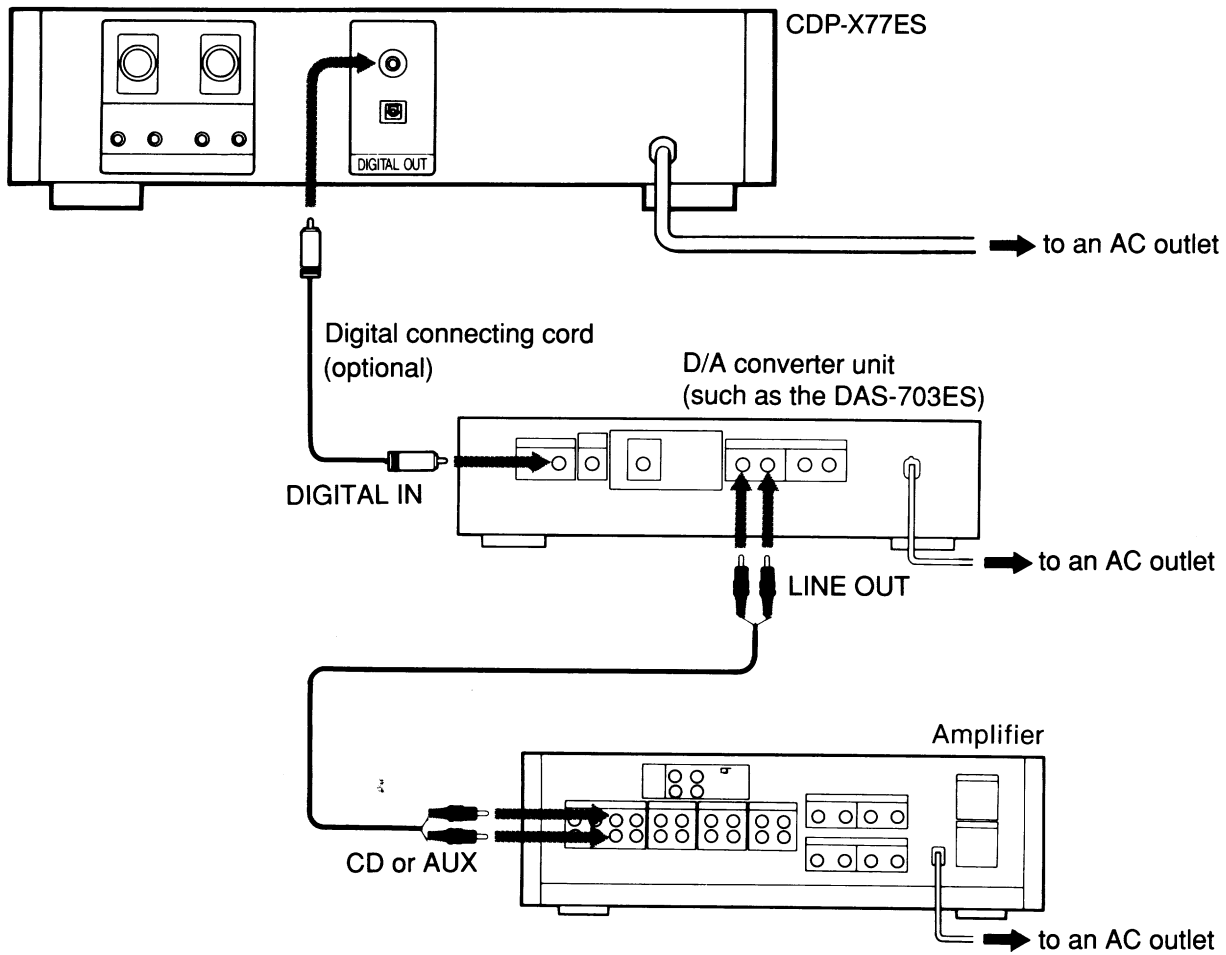 CDP-X77ES
DIGITAL OUT
to an AC outlet
Digital connecting cord
(optional)
D/A converter unit
(such as the DAS-703ES)
DIGITAL IN
to an AC outlet
LINE OUT
Amplifier
CD or AUX
to an AC outlet